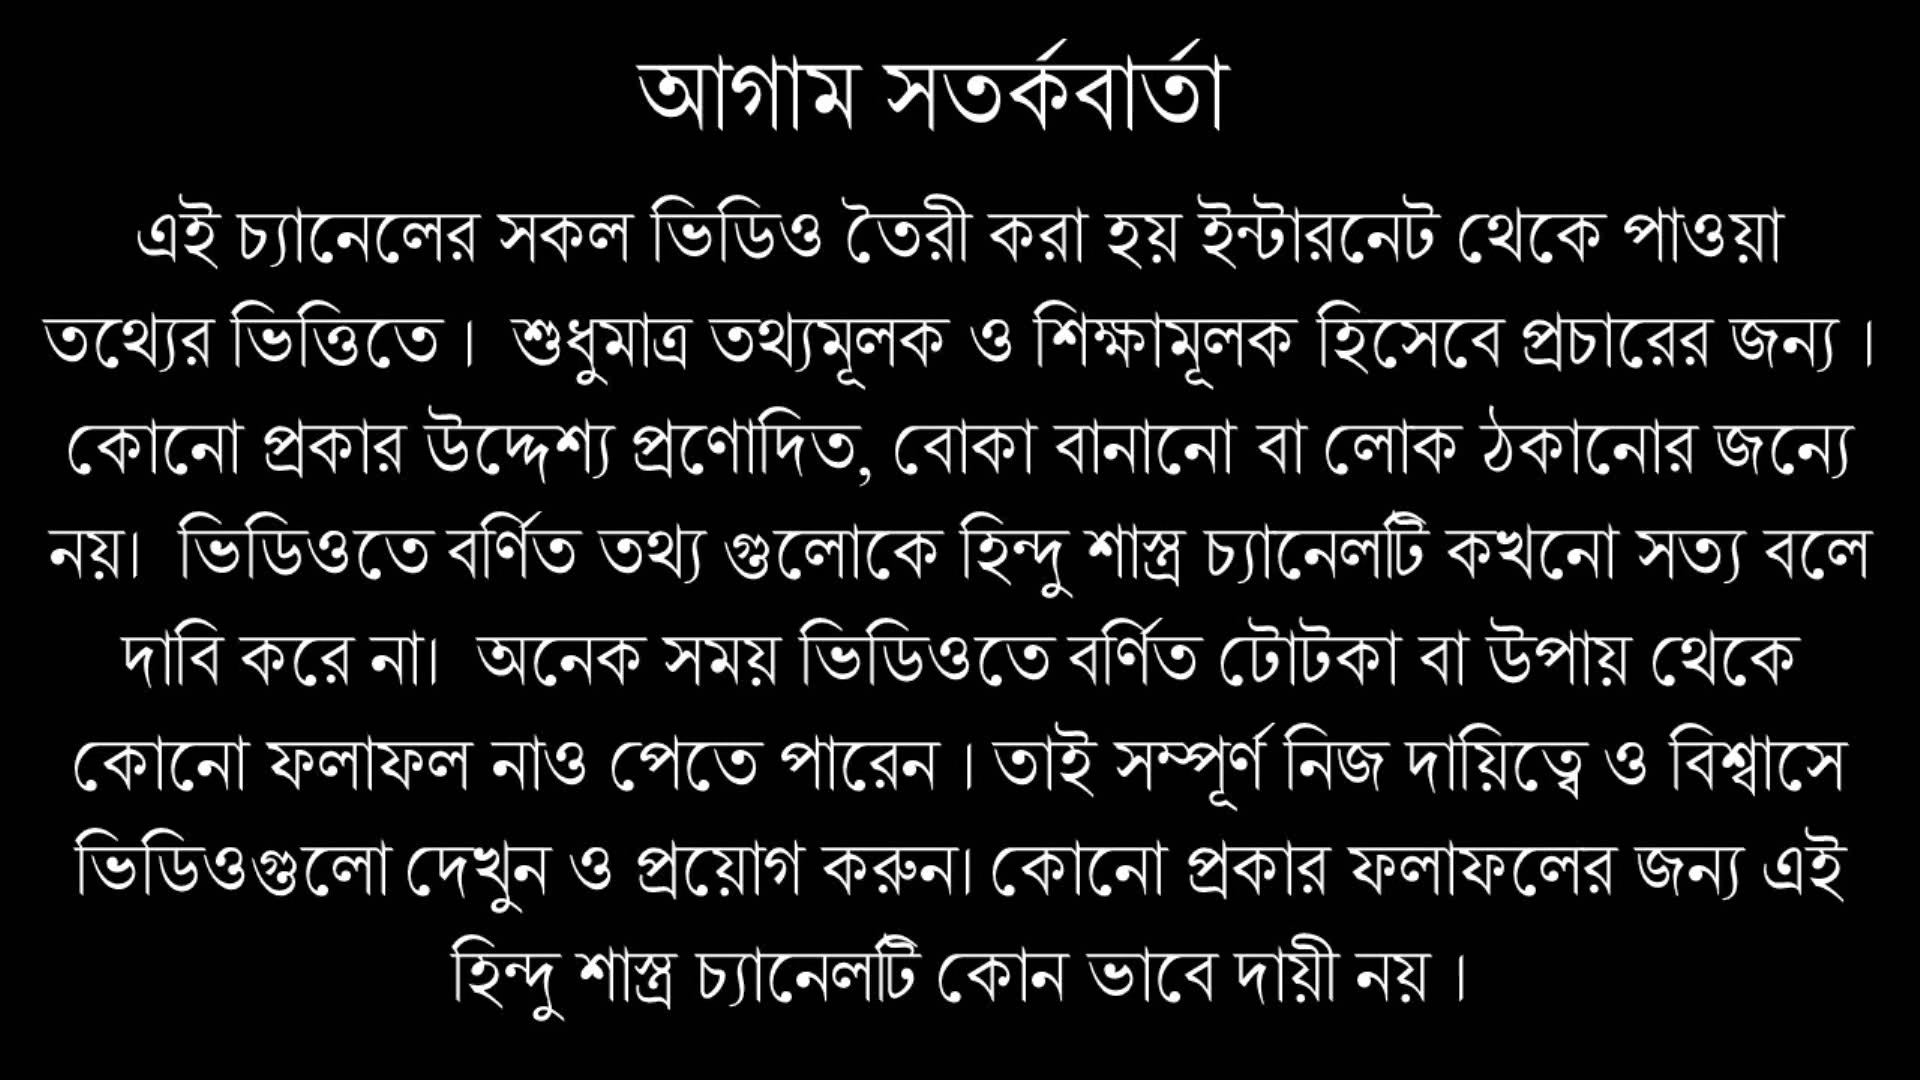 আগাম সতর্কবার্তা
এই চ্যানেলের সকল ভিডিও তৈরী করা হয় ইন্টারনেট থেকে পাওয়া
তথ্যের ভিত্তিতে।  শুধুমাত্র তথ্যমূলক ও শিক্ষামূলক হিসেবে প্রচারের জন্য ।
কোনো প্রকার উদ্দেশ্য প্রণোদিত, বোকা বানানো বা লোক ঠকানোর জন্যে
নয়।  ভিডিওতে বর্ণিত তথ্য গুলোকে হিন্দু শাস্ত্র চ্যানেলটি কখনো সত্য বলে
দাবি করে না।  অনেক সময় ভিডিওতে বর্ণিত টোটকা বা উপায় থেকে
কোনো ফলাফল নাও পেতে পারেন । তাই সম্পূর্ণ নিজ দায়িত্বে ও বিশ্বাসে
ভিডিওগুলো দেখুন ও প্রয়োগ করুন। কোনো প্রকার ফলাফলের জন্য এই
হিন্দু শাস্ত্র চ্যানেলটি কোন ভাবে দায়ী নয় ।